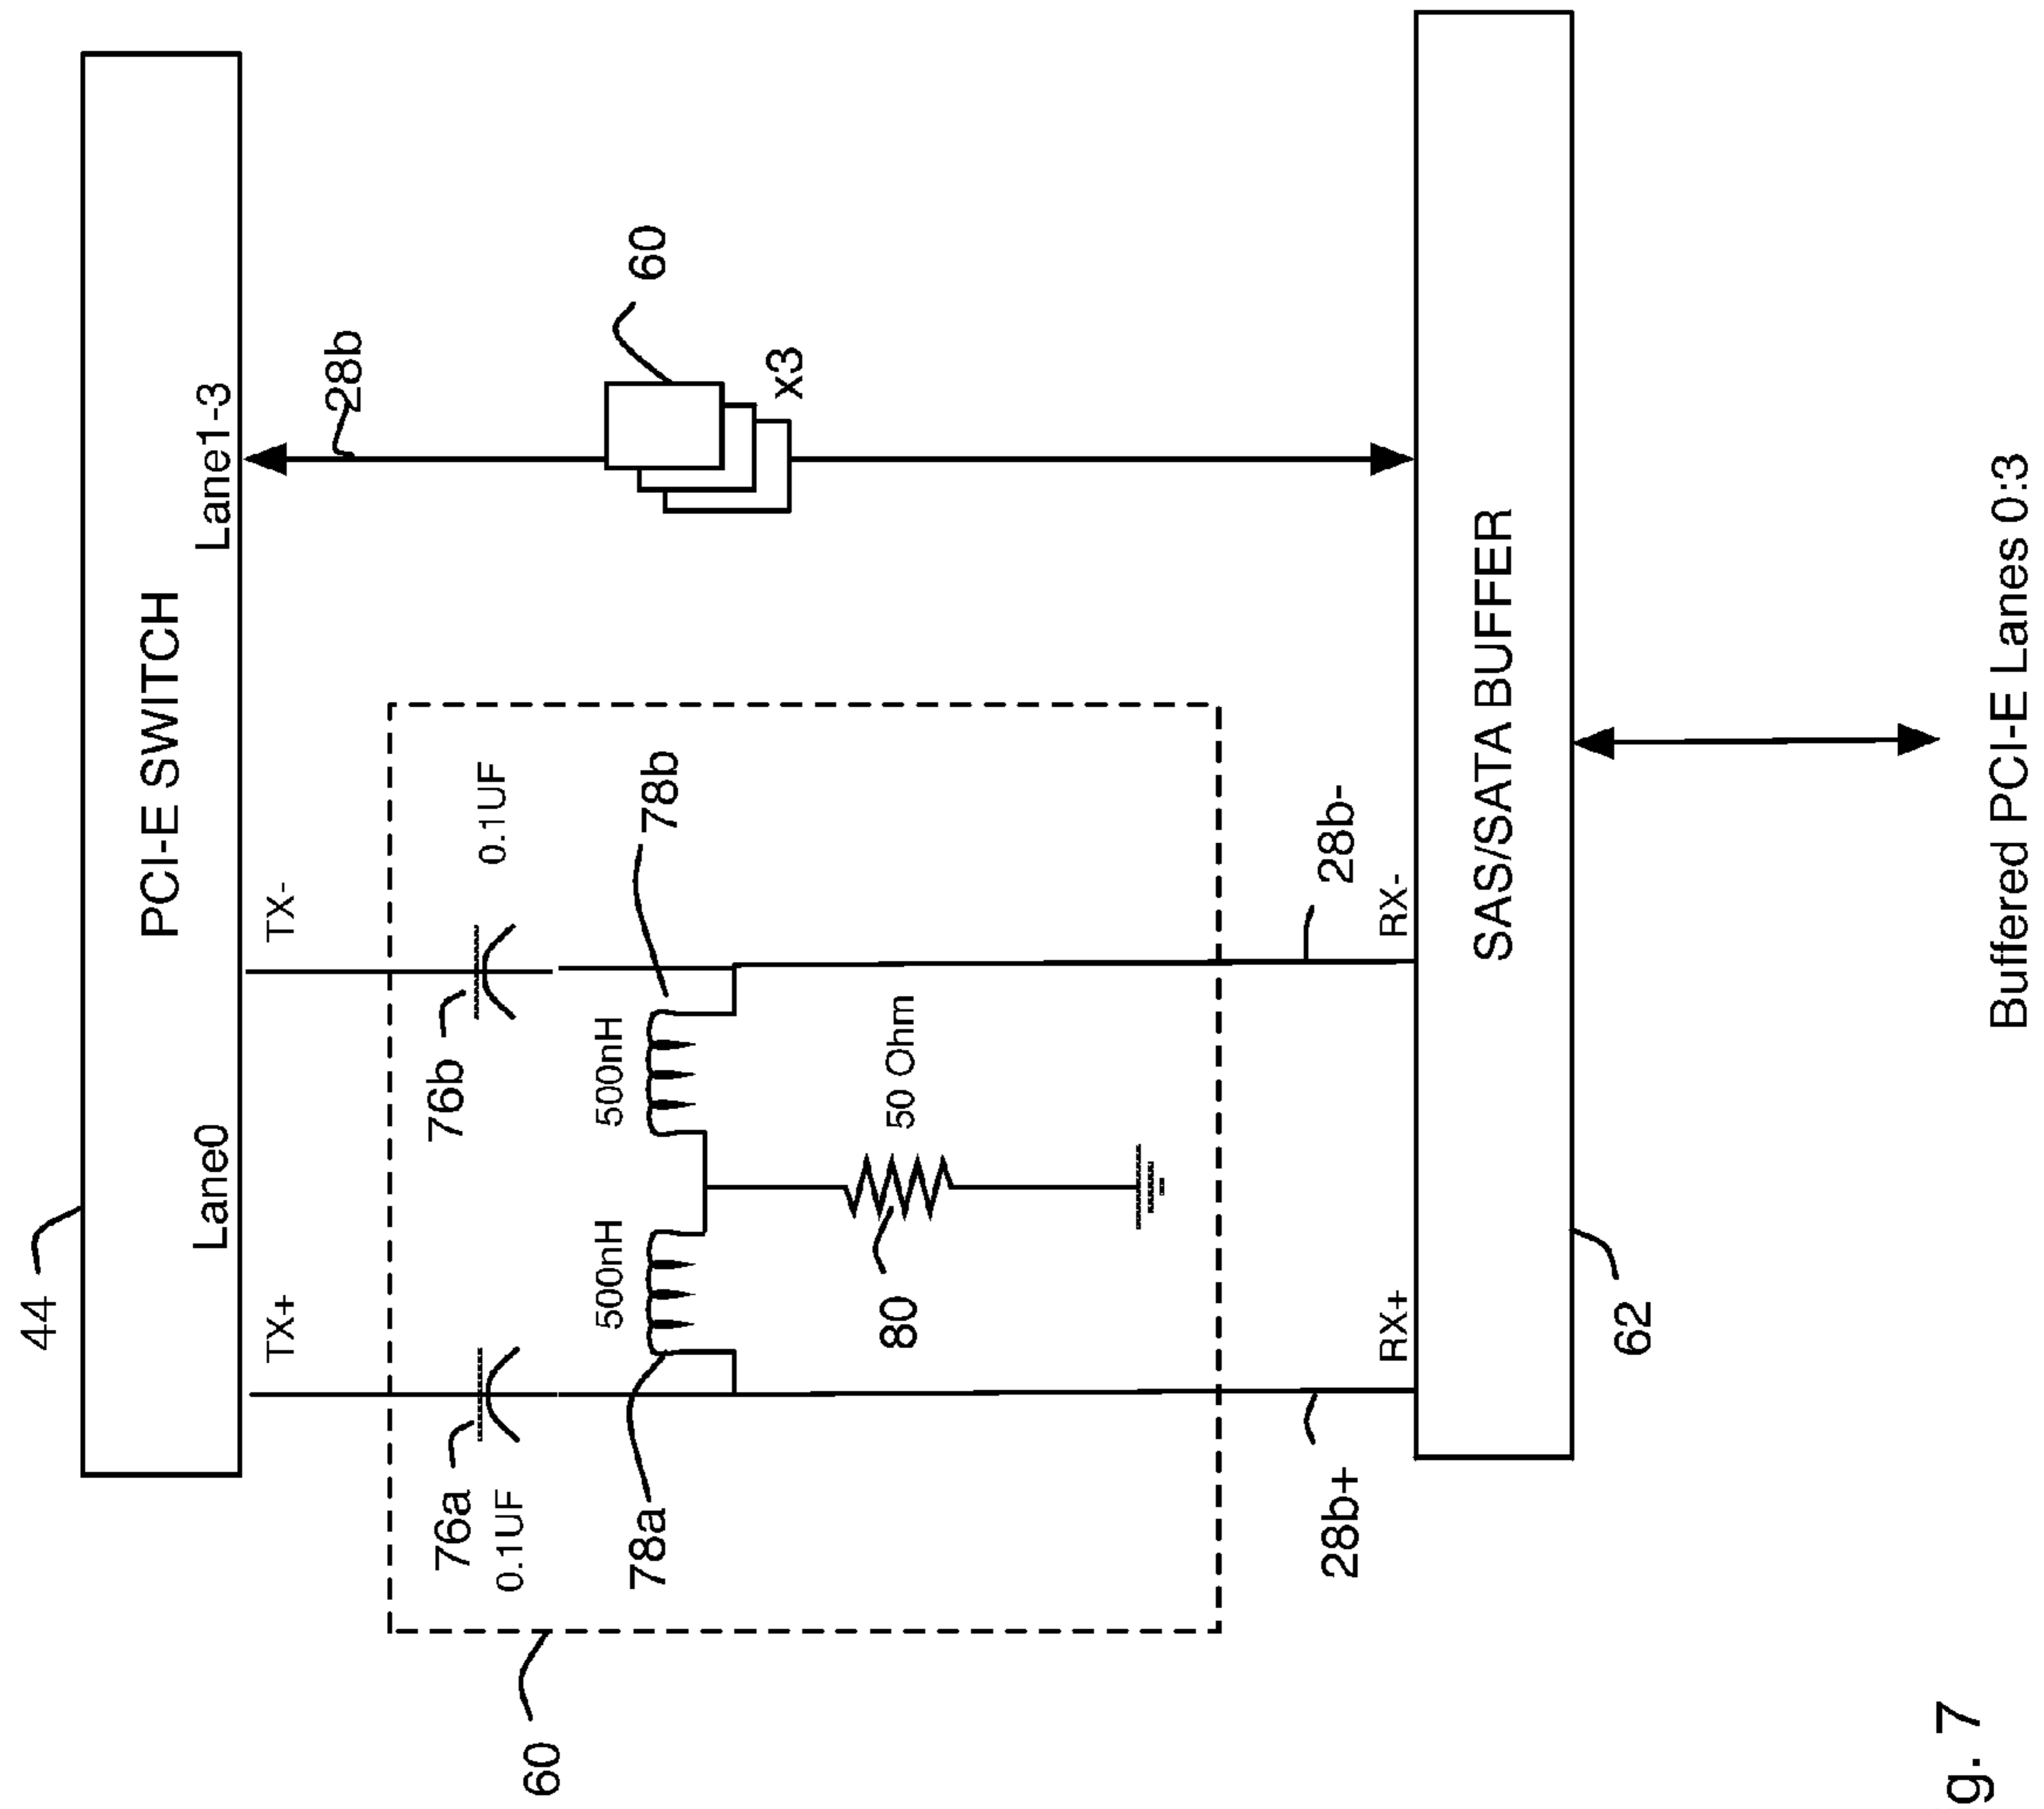 44
PCI-E SWITCH
Lane0
Lane1-3
TX+
TX-
28b
76a
0.1UF
76b
0.1UF
60
78a
500nH
500nH
78b
60
x3
80
50 Ohm
28b+
28b-
RX+
RX-
SAS/SATA BUFFER
62
Buffered PCI-E Lanes 0:3
g. 7